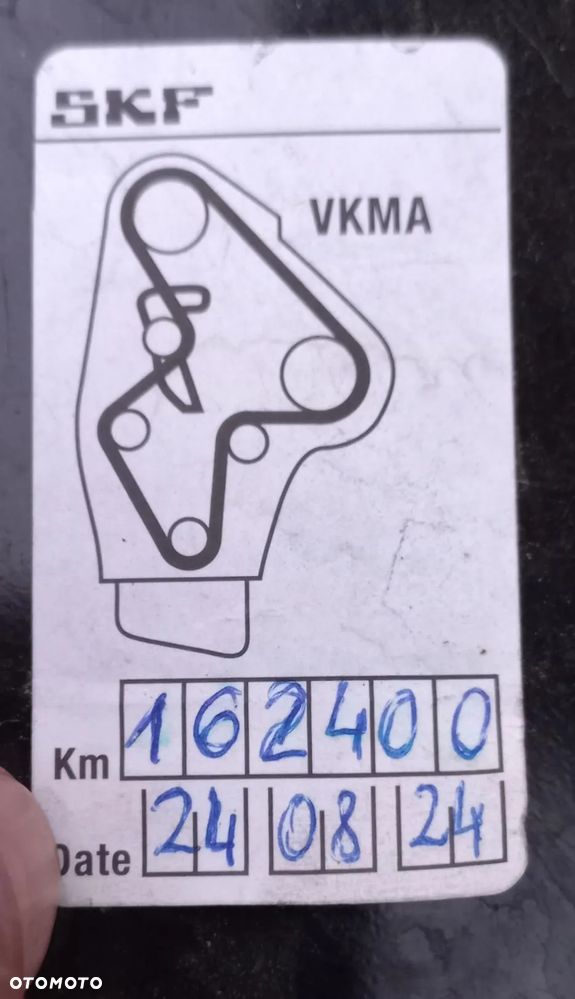 SKF
VKMA
Km 162400
Date 24 08 24
OTOMOTO